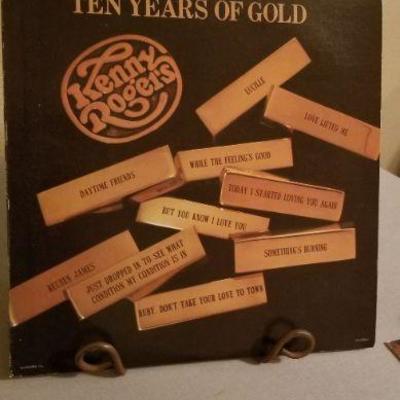 TEN YEARS OF GOLD
Kenny
Rogers
LUCILLE
LOVE LIFTED ME
WHILE THE FEELING'S GOOD
DAYTIME FRIENDS
TODAY I STARTED LOVING YOU AGAIN
BUT YOU KNOW I LOVE YOU
SOMETHING'S BURNING
REUBEN JAMES
JUST DROPPED IN TO SEE WHAT
CONDITION MY CONDITION IS IN
RUBY, DON'T TAKE YOUR LOVE TO TOWN